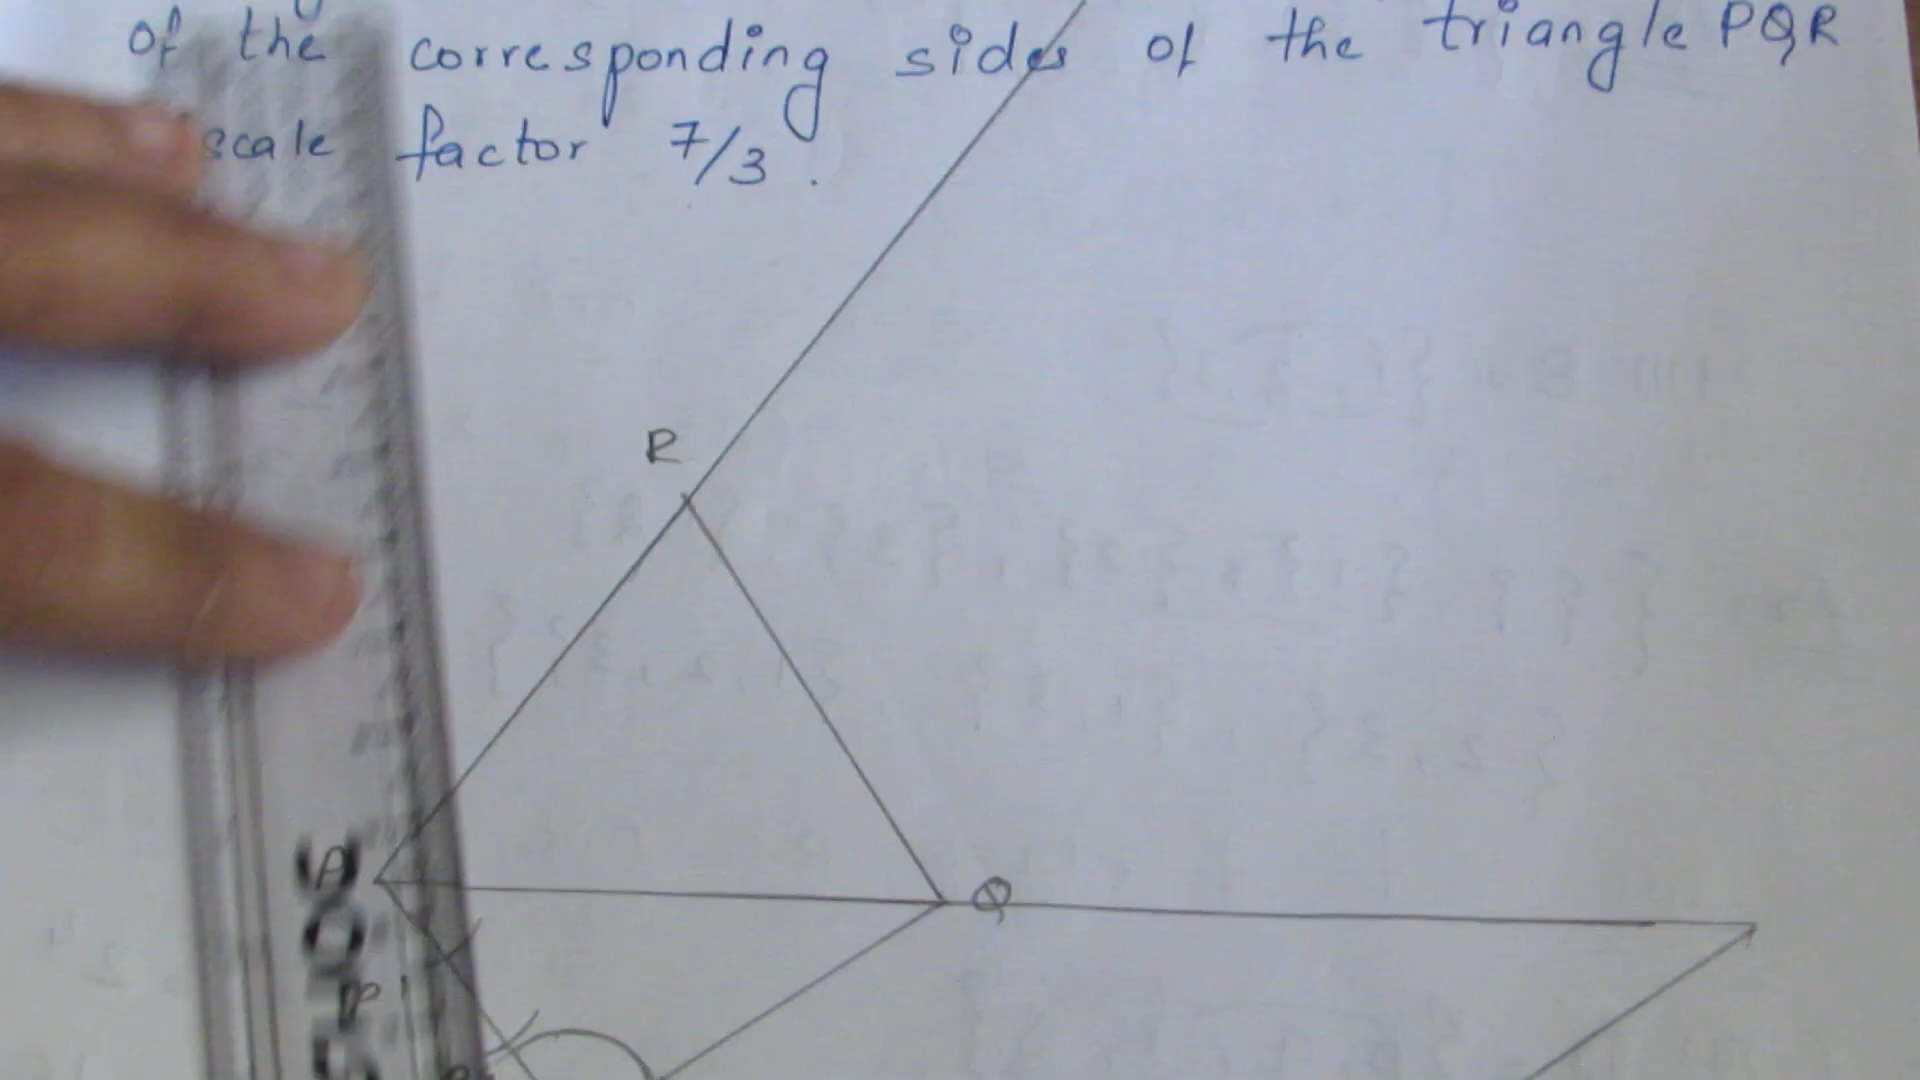 of the corresponding sides of the triangle PQR
scale factor 7/3.
R
Q
P